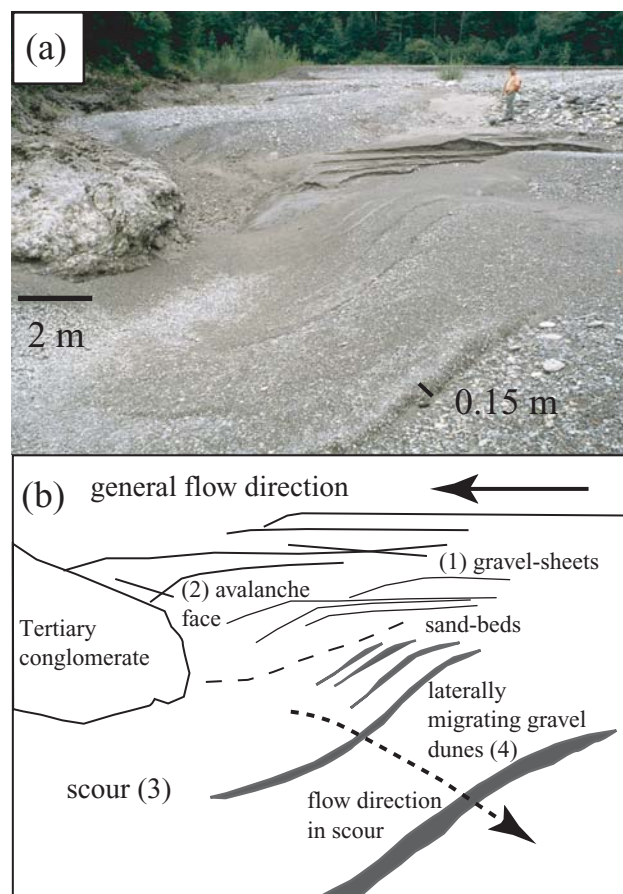 (a)
2 m
0.15 m
(b)
general flow direction
(1) gravel-sheets
(2) avalanche
face
Tertiary
conglomerate
sand-beds
laterally
migrating gravel
dunes (4)
scour (3)
flow direction
in scour